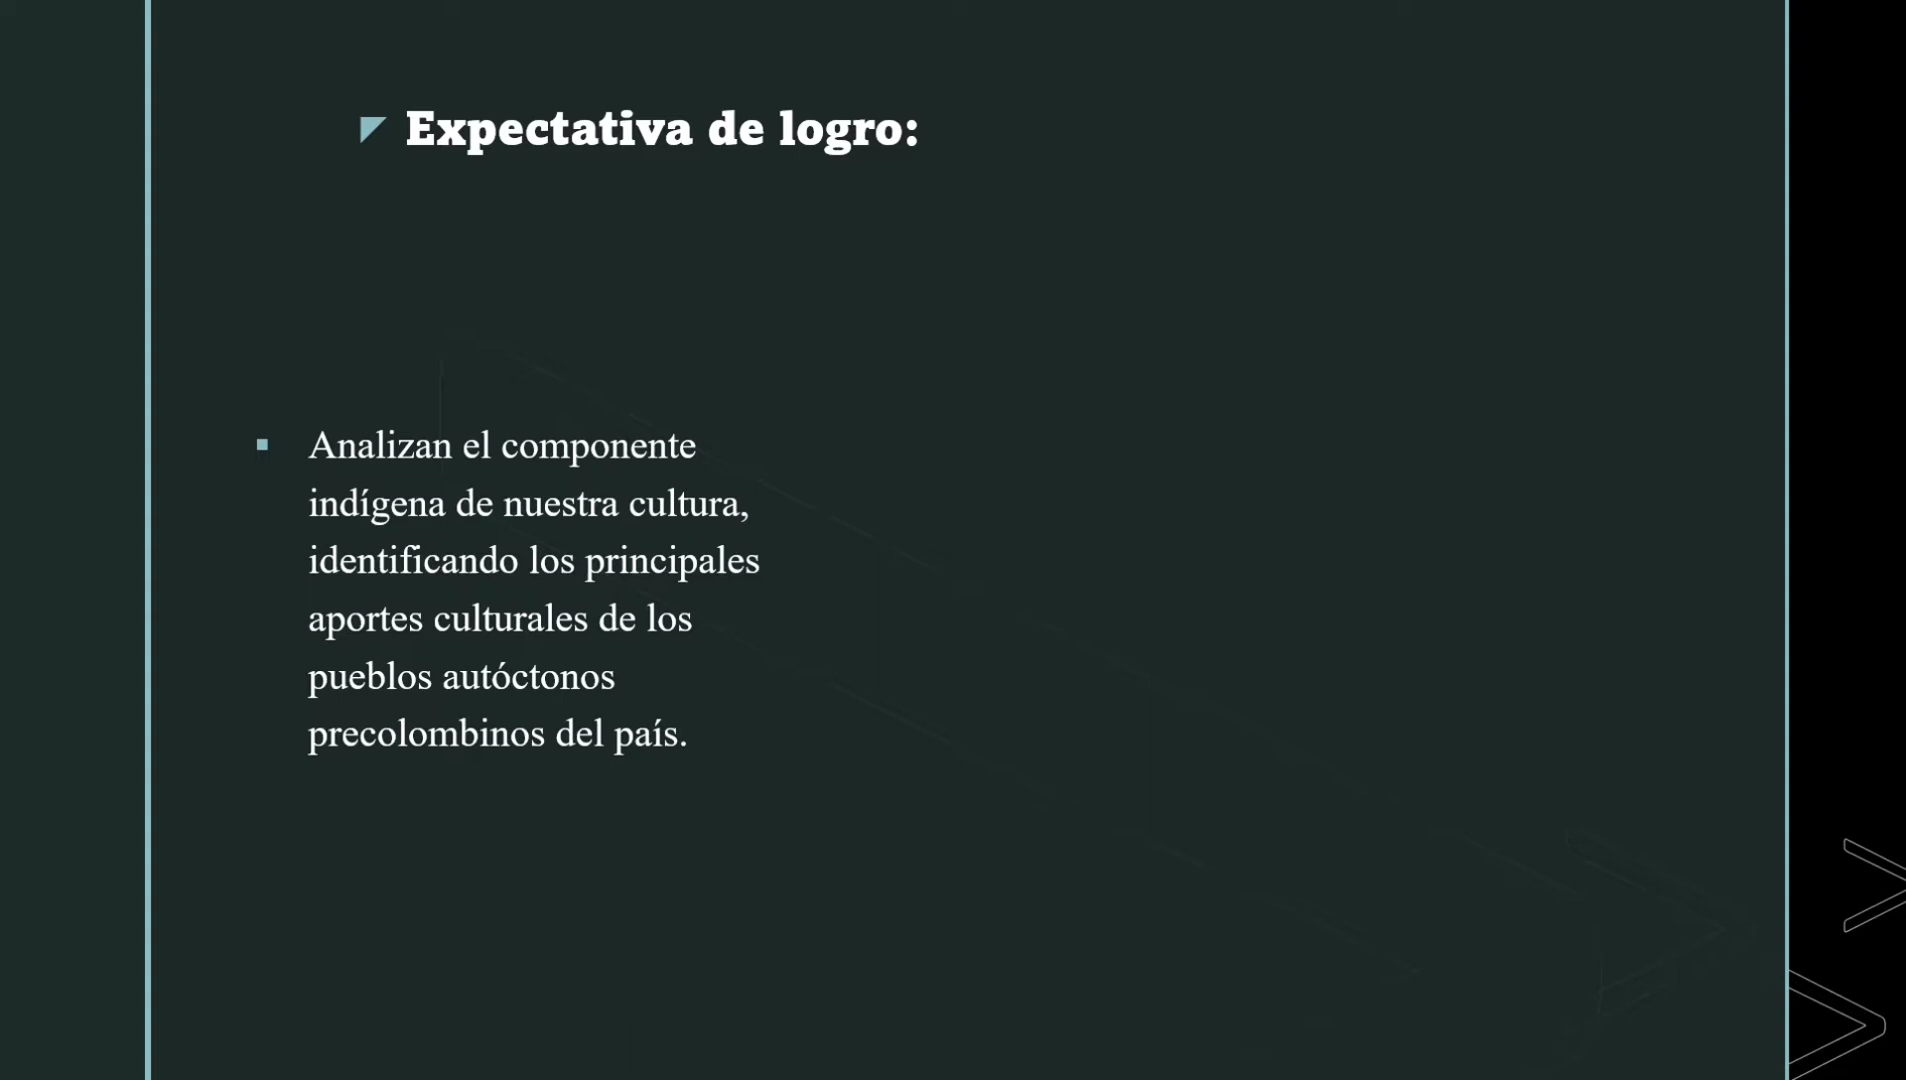 Expectativa de logro:
Analizan el componente
indígena de nuestra cultura,
identificando los principales
aportes culturales de los
pueblos autóctonos
precolombinos del país.